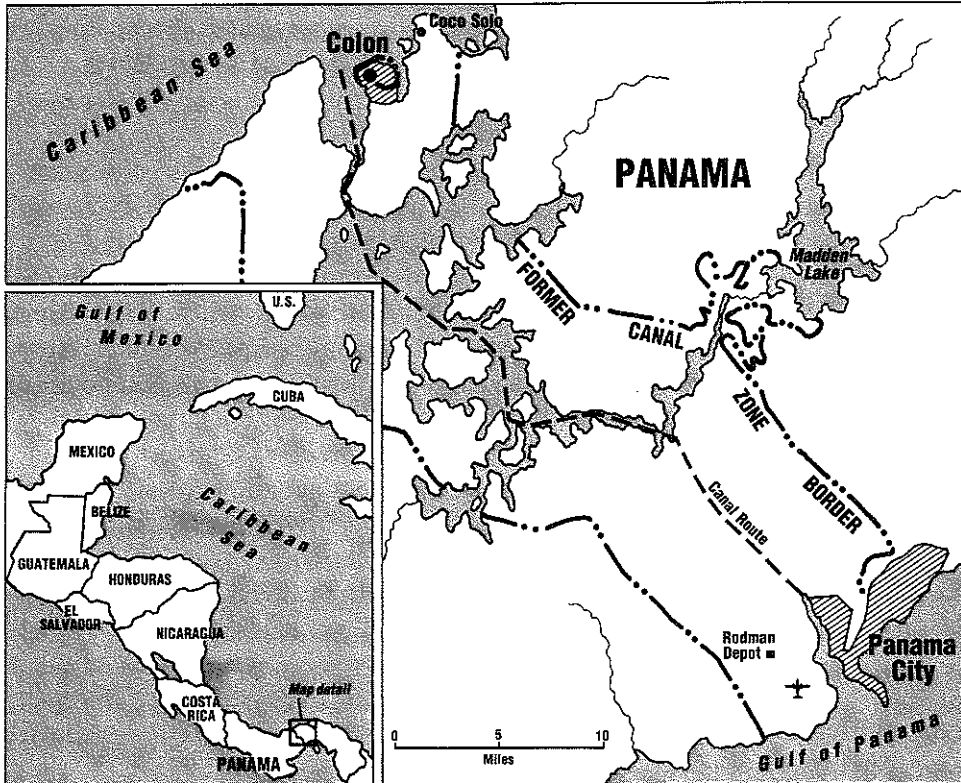 Coco Solo
Colon
Caribbean Sea
PANAMA
Madden
Lake
FORMER
CANAL
ZONE
BORDER
Canal Route
Rodman
Depot
Panama
City
Gulf of Panama
0 5 10
Miles
U.S.
Gulf of
Mexico
CUBA
MEXICO
BELIZE
Caribbean
Sea
GUATEMALA
HONDURAS
EL
SALVADOR
NICARAGUA
COSTA
RICA
Map detail
PANAMA